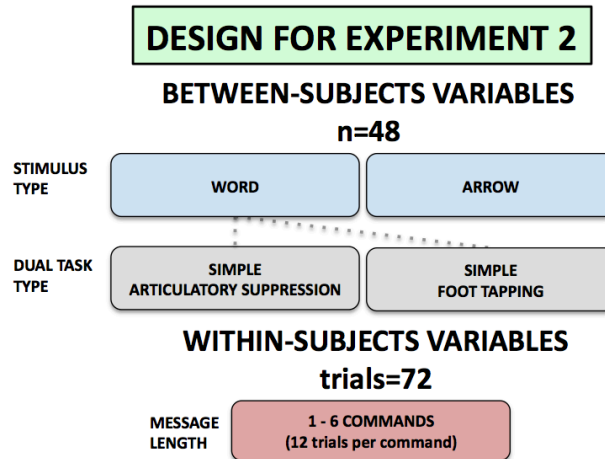 DESIGN FOR EXPERIMENT 2
BETWEEN-SUBJECTS VARIABLES
n=48
STIMULUS
TYPE
WORD
ARROW
DUAL TASK
TYPE
SIMPLE
ARTICULATORY SUPPRESSION
SIMPLE
FOOT TAPPING
WITHIN-SUBJECTS VARIABLES
trials=72
MESSAGE
LENGTH
1 - 6 COMMANDS
(12 trials per command)